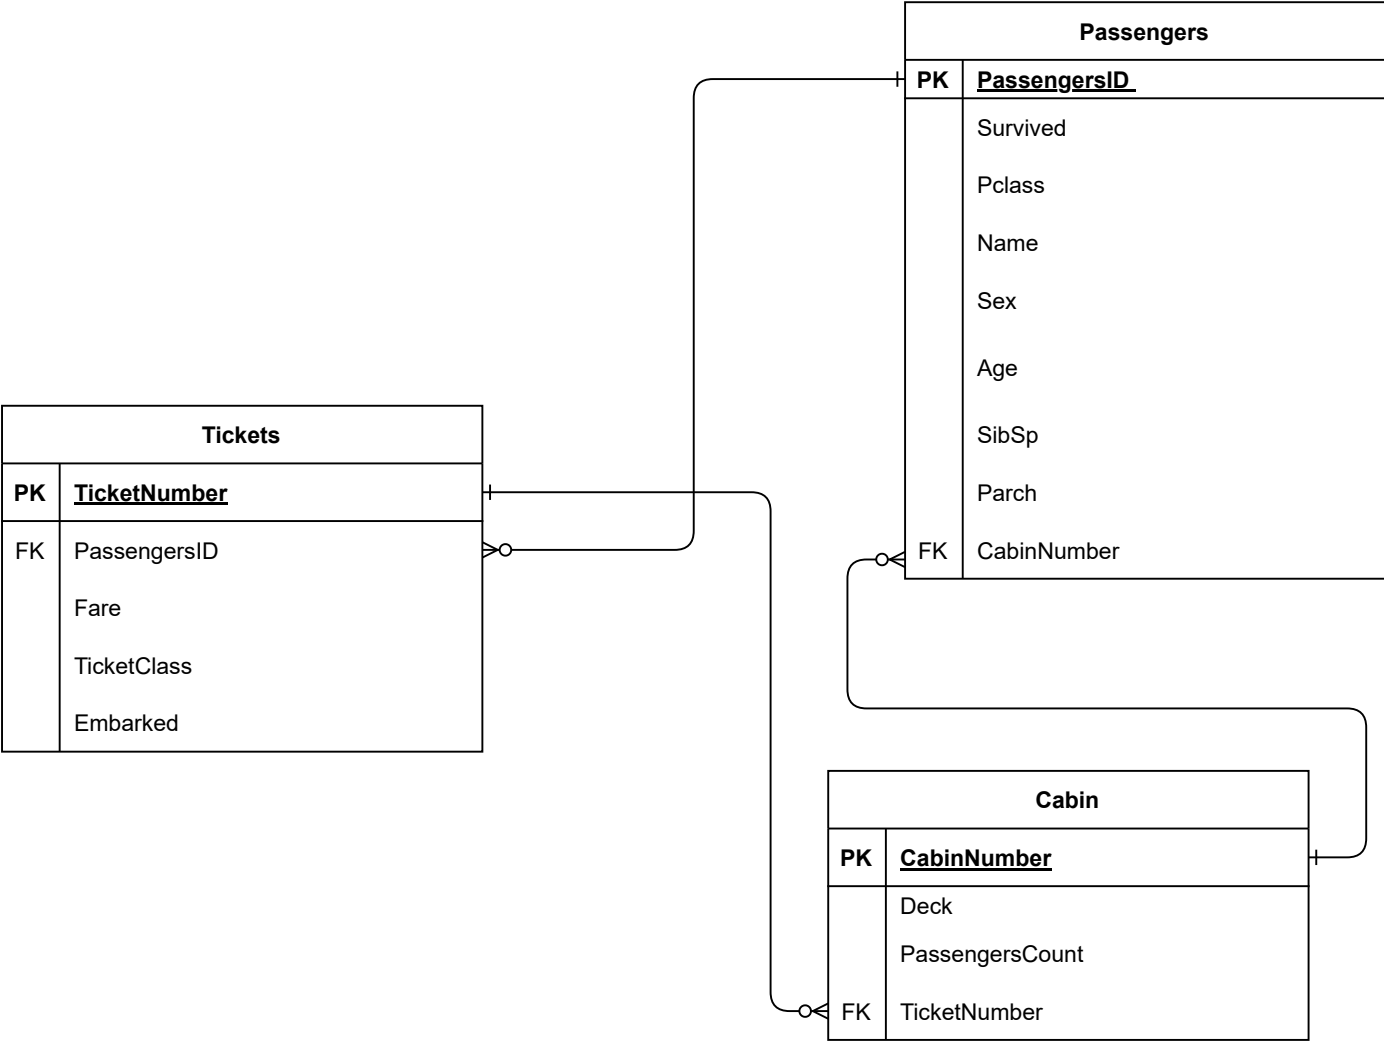 Passengers
PK PassengersID
Survived
Pclass
Name
Sex
Age
SibSp
Parch
FK CabinNumber
Tickets
PK TicketNumber
FK PassengersID
Fare
TicketClass
Embarked
Cabin
PK CabinNumber
Deck
PassengersCount
FK TicketNumber